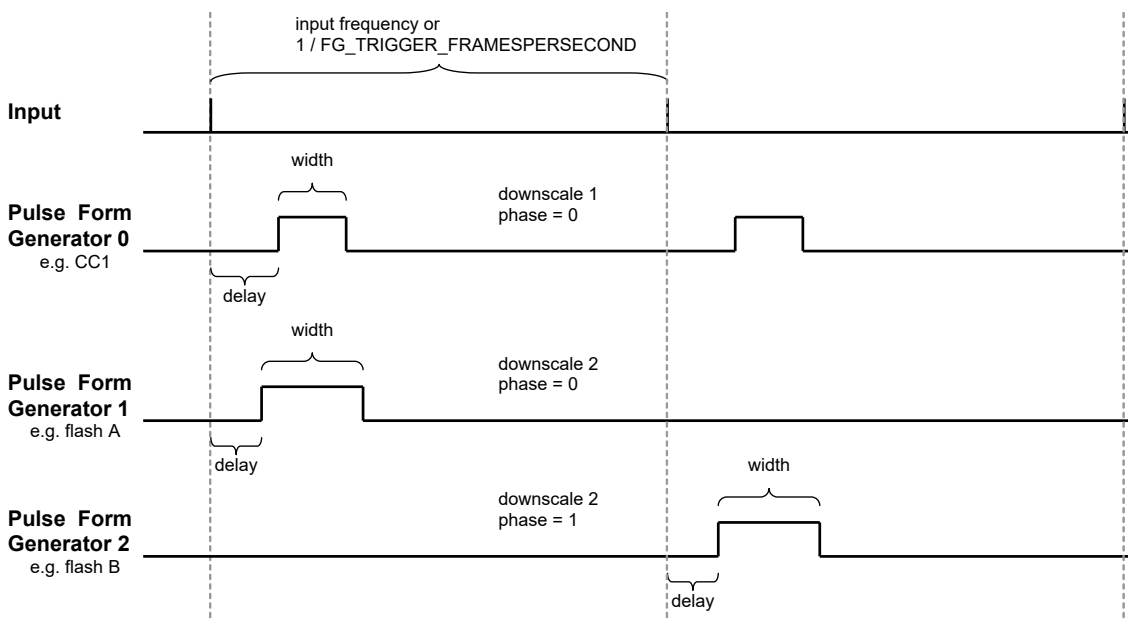 input frequency or
1 / FG_TRIGGER_FRAMESPERSECOND
Input
width
downscale 1
phase = 0
Pulse Form
Generator 0
e.g. CC1
delay
width
downscale 2
phase = 0
Pulse Form
Generator 1
e.g. flash A
delay
width
downscale 2
phase = 1
Pulse Form
Generator 2
e.g. flash B
delay